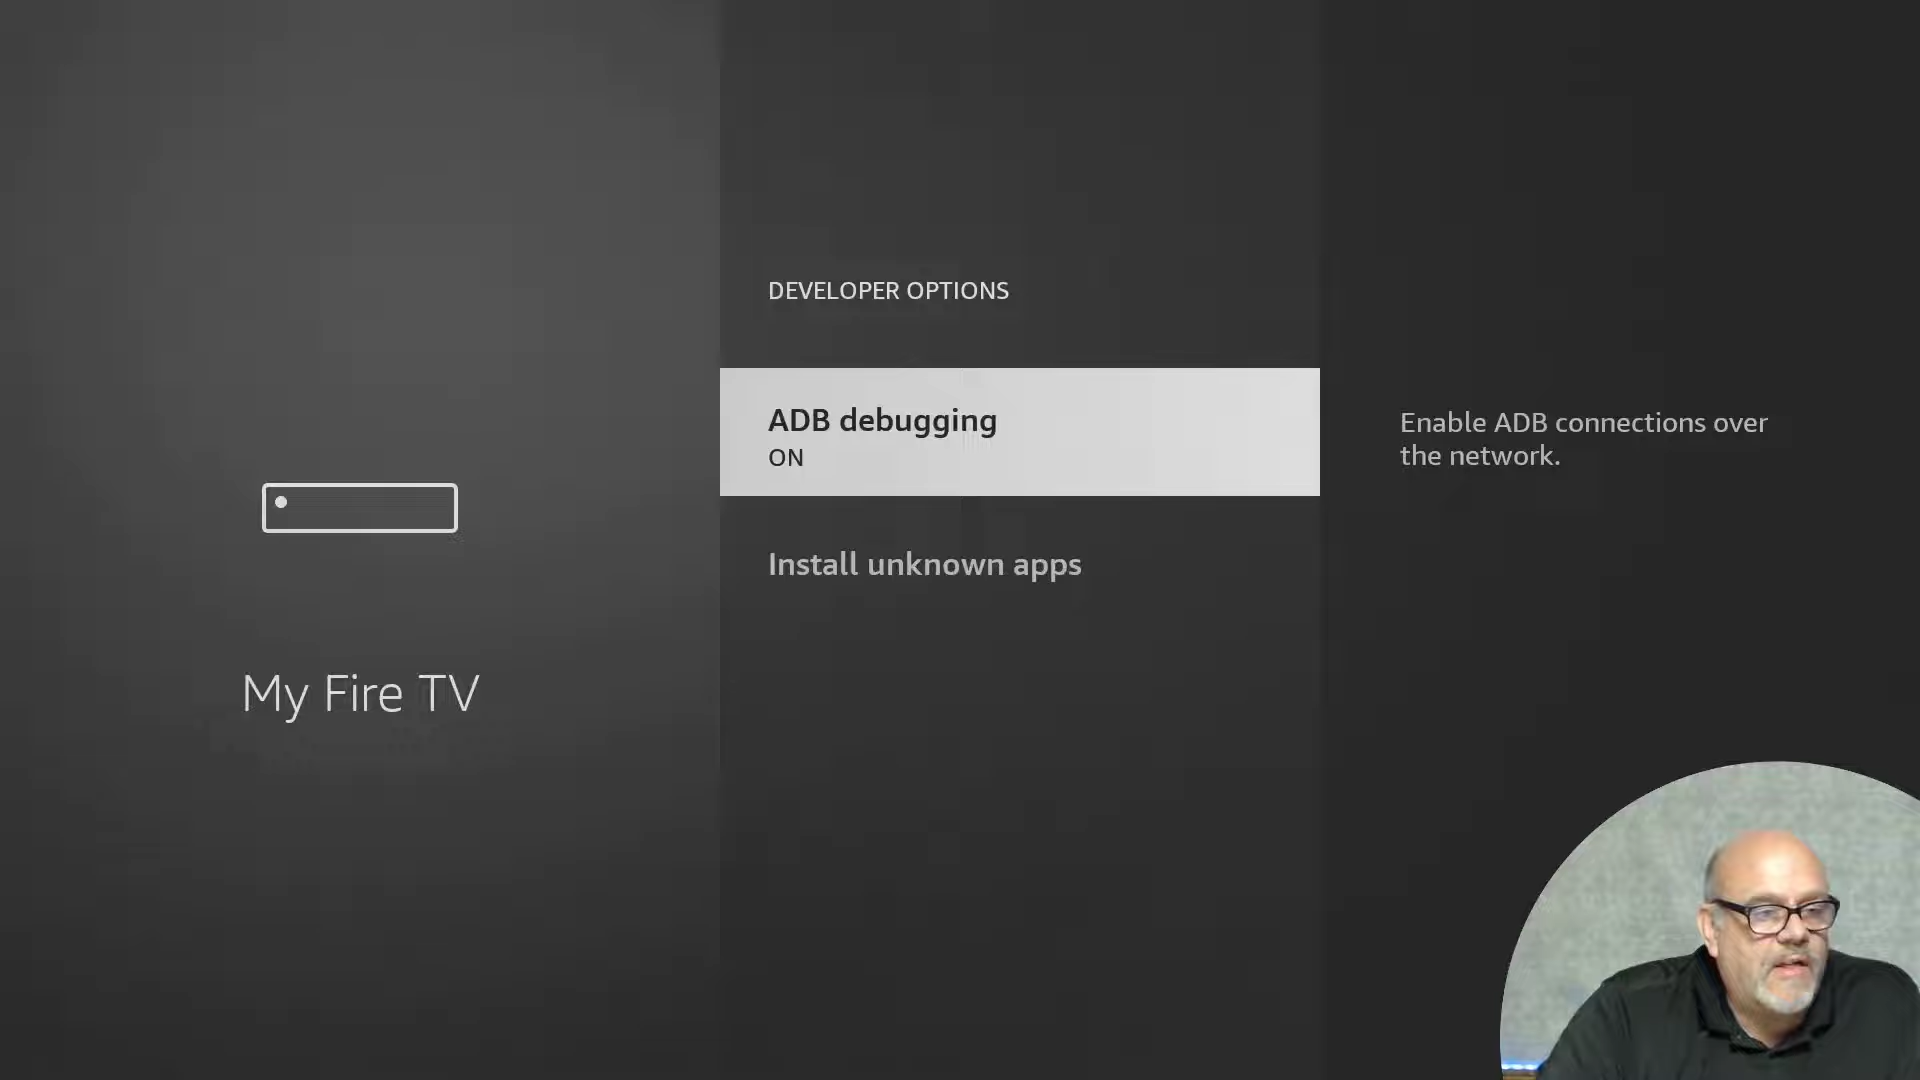 DEVELOPER OPTIONS
ADB debugging
ON
Enable ADB connections over
the network.
Install unknown apps
My Fire TV